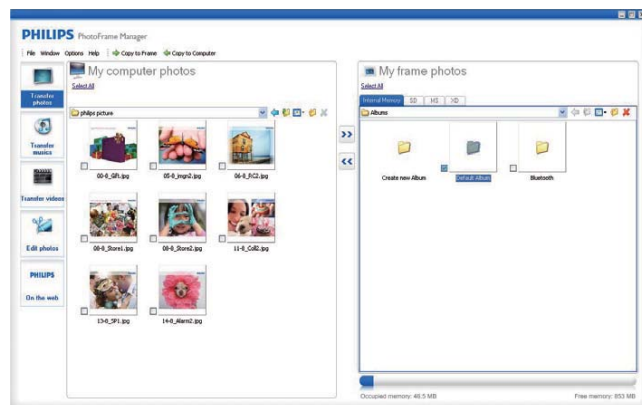 PHILIPS PhotoFrame Manager
File Window Options Help Copy to Frame Copy to Computer
Transfer photos
Transfer musics
Transfer videos
Edit photos
PHILIPS
On the web
My computer photos
Select All
philips picture
00-0_Gift.jpg
05-0_imgn2.jpg
06-0_RC2.jpg
08-0_Store1.jpg
08-0_Store2.jpg
11-0_Coll2.jpg
13-0_SP1.jpg
14-0_Alarm2.jpg
>>
<<
My frame photos
Select All
Internal Memory SD MS XD
Albums
Create new Album
Default Album
Bluetooth
Occupied memory: 48.5 MB
Free memory: 853 MB